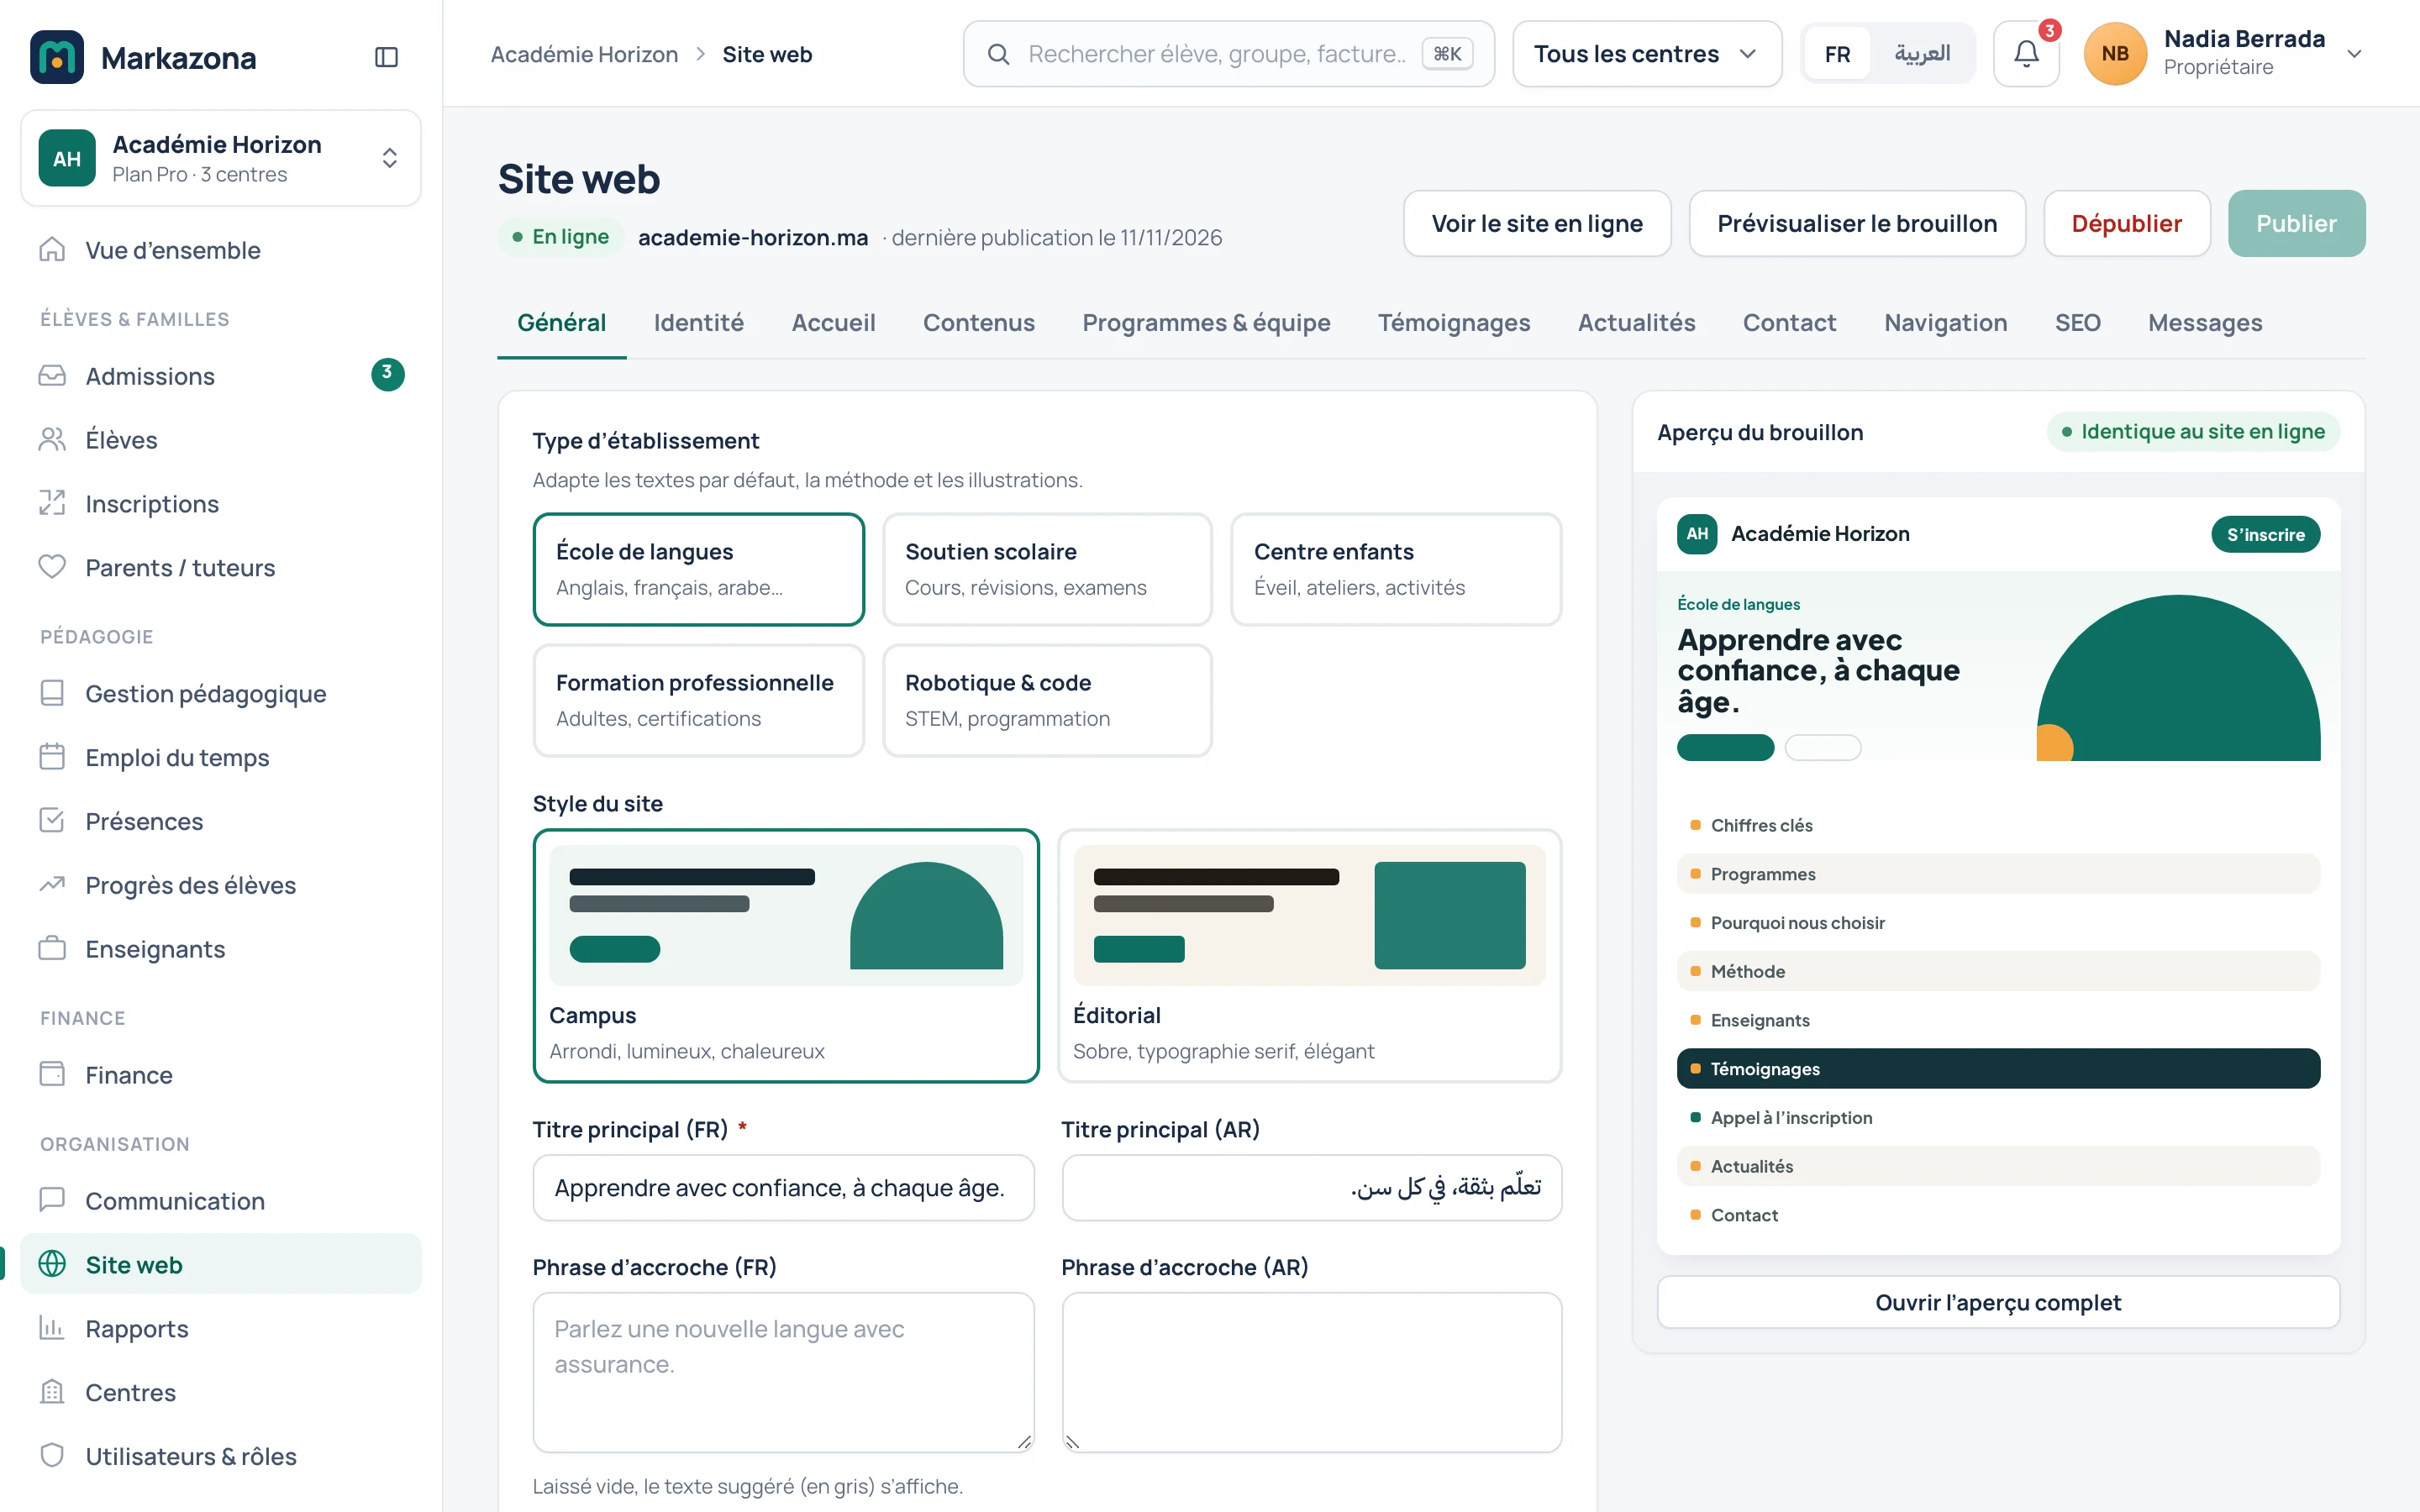 Markazona
AH
Académie Horizon
Plan Pro · 3 centres
Vue d’ensemble
ÉLÈVES & FAMILLES
Admissions
3
Élèves
Inscriptions
Parents / tuteurs
PÉDAGOGIE
Gestion pédagogique
Emploi du temps
Présences
Progrès des élèves
Enseignants
FINANCE
Finance
ORGANISATION
Communication
Site web
Rapports
Centres
Utilisateurs & rôles
Académie Horizon > Site web
Rechercher élève, groupe, facture..
⌘K
Tous les centres
FR
العربية
3
NB
Nadia Berrada
Propriétaire
Site web
En ligne
academie-horizon.ma · dernière publication le 11/11/2026
Voir le site en ligne
Prévisualiser le brouillon
Dépublier
Publier
Général
Identité
Accueil
Contenus
Programmes & équipe
Témoignages
Actualités
Contact
Navigation
SEO
Messages
Type d’établissement
Adapte les textes par défaut, la méthode et les illustrations.
École de langues
Anglais, français, arabe…
Soutien scolaire
Cours, révisions, examens
Centre enfants
Éveil, ateliers, activités
Formation professionnelle
Adultes, certifications
Robotique & code
STEM, programmation
Style du site
Campus
Arrondi, lumineux, chaleureux
Éditorial
Sobre, typographie serif, élégant
Titre principal (FR) *
Apprendre avec confiance, à chaque âge.
Titre principal (AR)
تعلّم بثقة، في كل سن.
Phrase d’accroche (FR)
Parlez une nouvelle langue avec
assurance.
Phrase d’accroche (AR)
Laissé vide, le texte suggéré (en gris) s’affiche.
Aperçu du brouillon
Identique au site en ligne
AH
Académie Horizon
S’inscrire
École de langues
Apprendre avec
confiance, à chaque
âge.
Chiffres clés
Programmes
Pourquoi nous choisir
Méthode
Enseignants
Témoignages
Appel à l’inscription
Actualités
Contact
Ouvrir l’aperçu complet